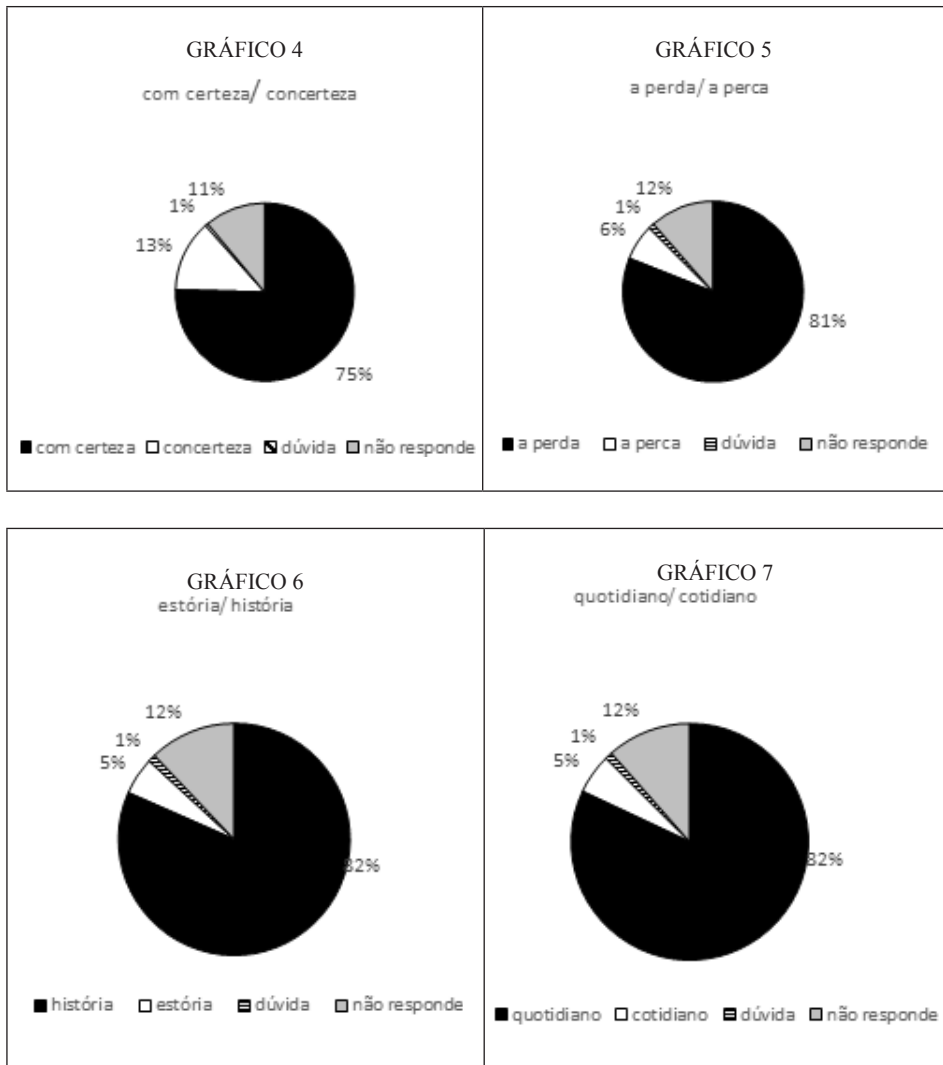 GRÁFICO 4
com certeza/ concerteza
11%
1%
13%
75%
com certeza concerteza dúvida não responde
GRÁFICO 5
a perda/ a perca
12%
1%
6%
81%
a perda a perca dúvida não responde
GRÁFICO 6
estória/ história
12%
1%
5%
82%
história estória dúvida não responde
GRÁFICO 7
quotidiano/ cotidiano
12%
1%
5%
82%
quotidiano cotidiano dúvida não responde